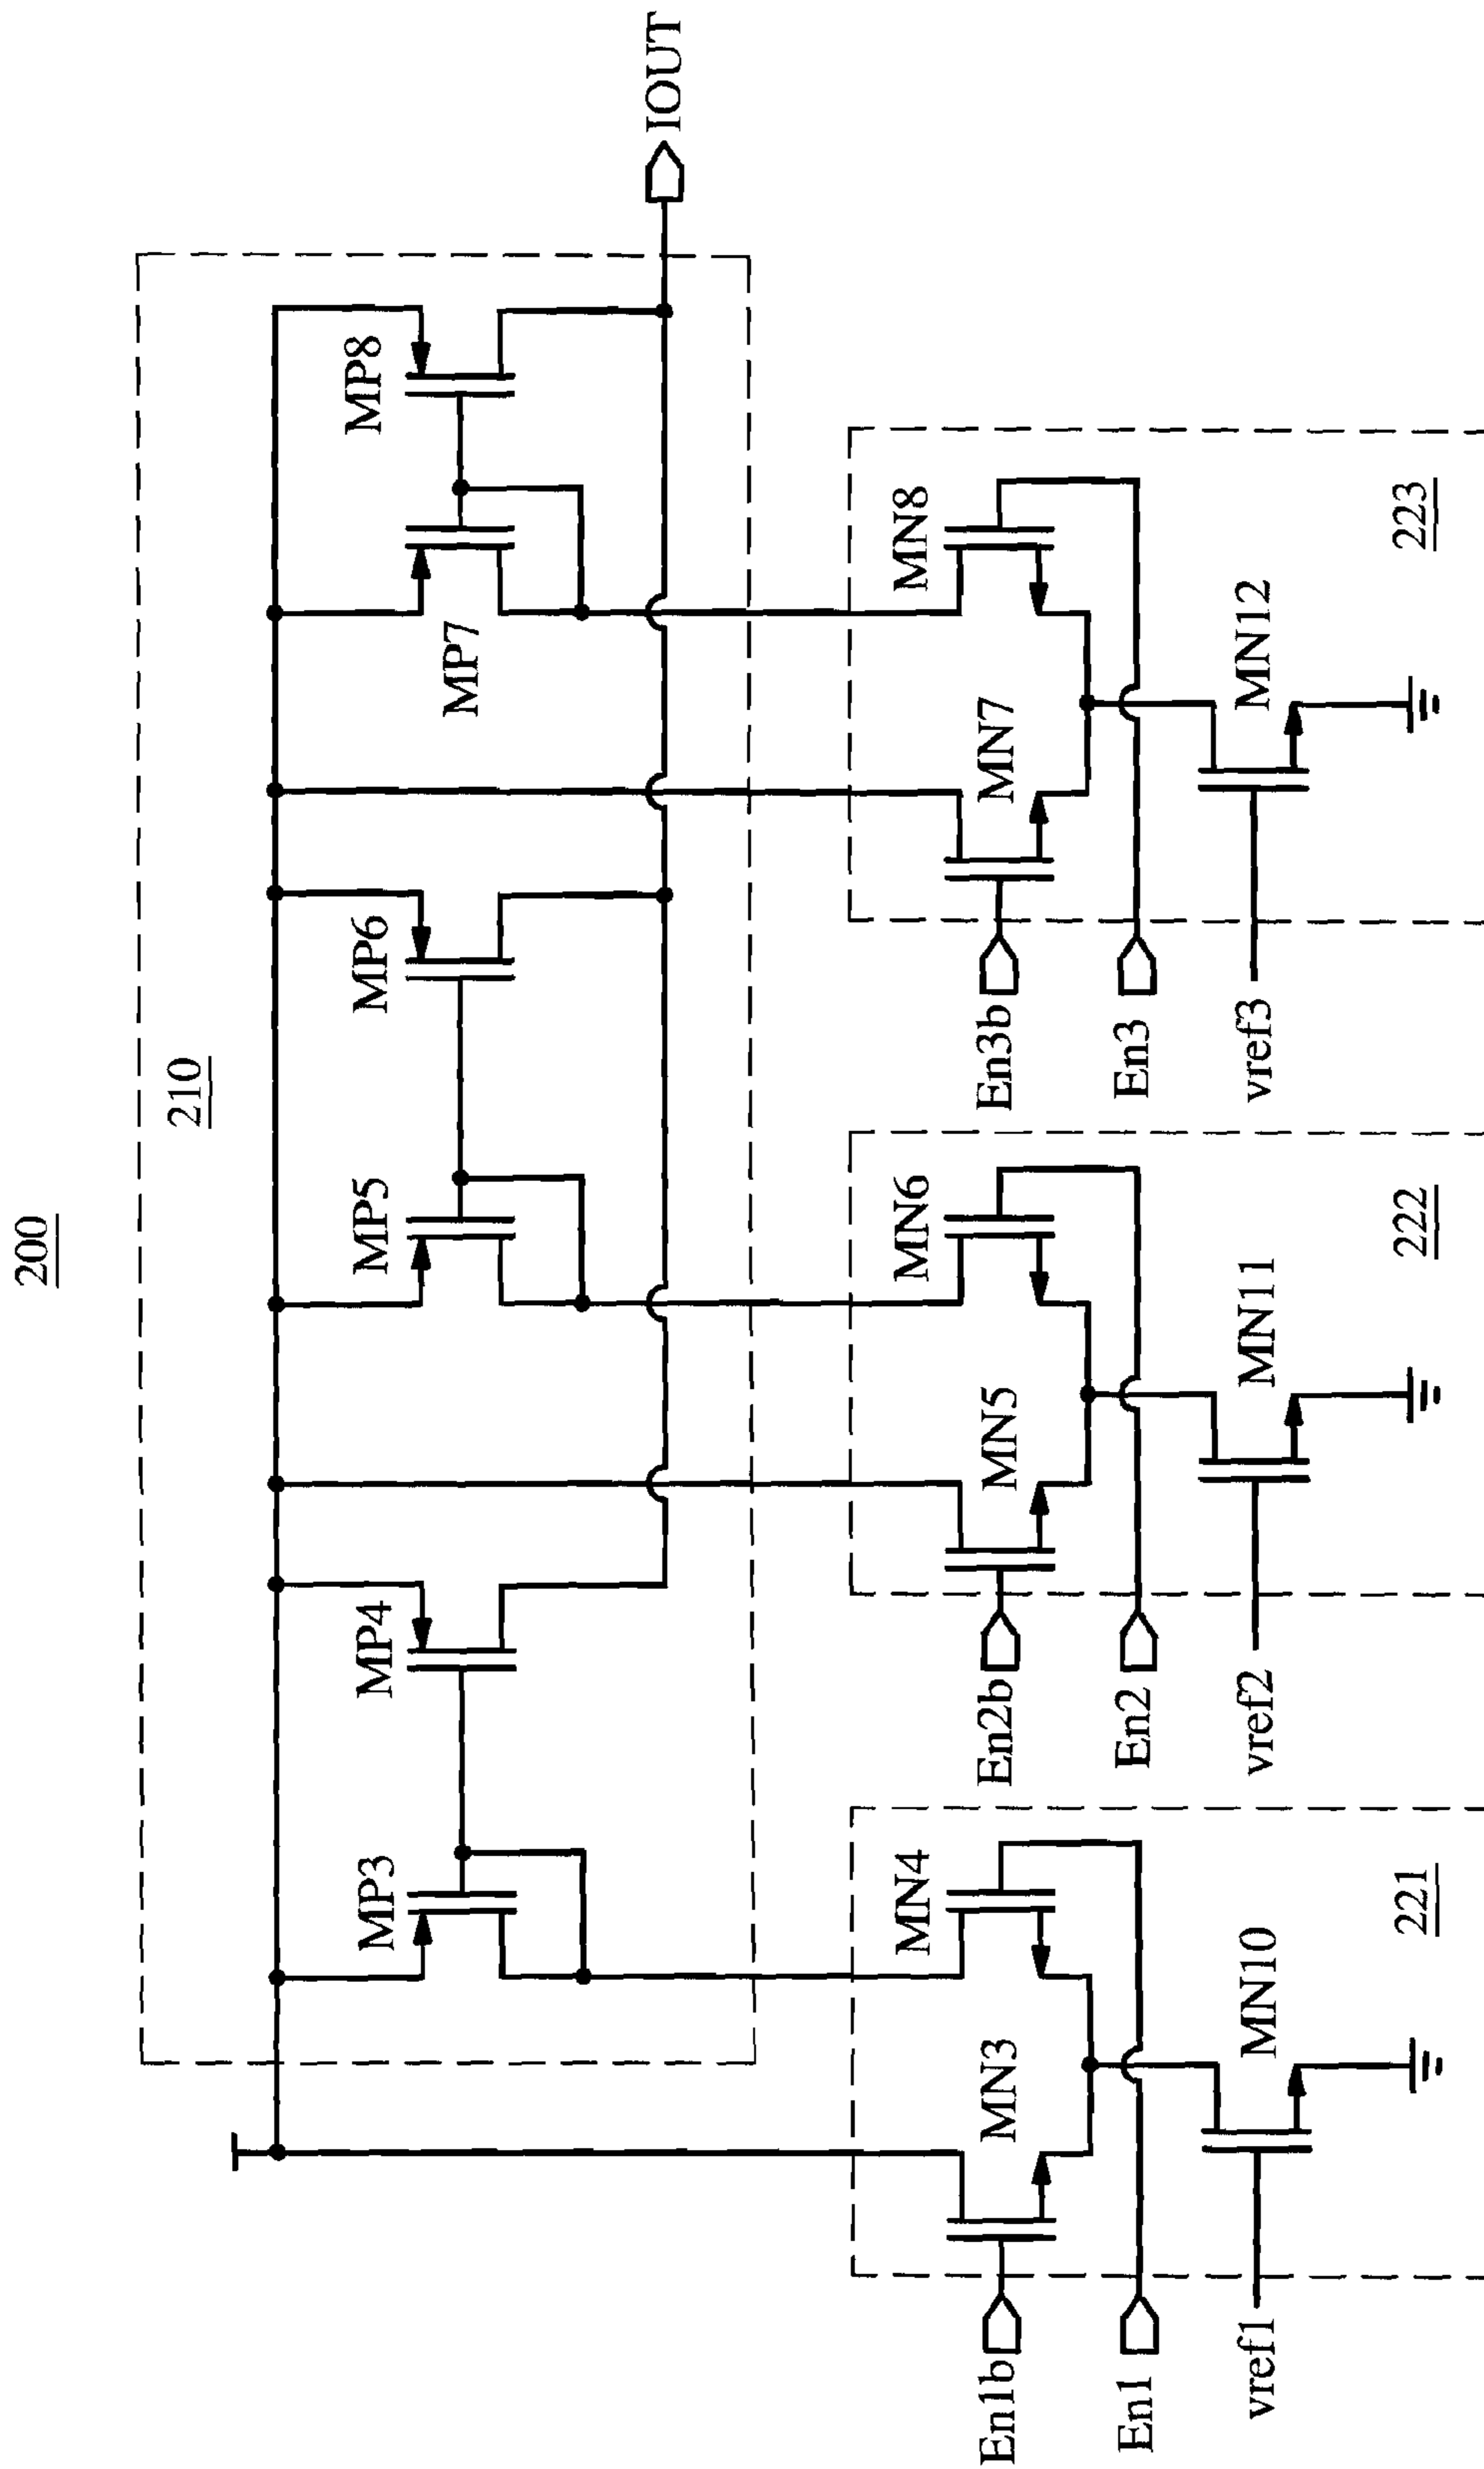 200
210
MP3
MP4
MP5
MP6
MP7
MP8
IOUT
En1b
En1
vref1
MN3
MN4
MN10
221
En2b
En2
vref2
MN5
MN6
MN11
222
En3b
En3
vref3
MN7
MN8
MN12
223